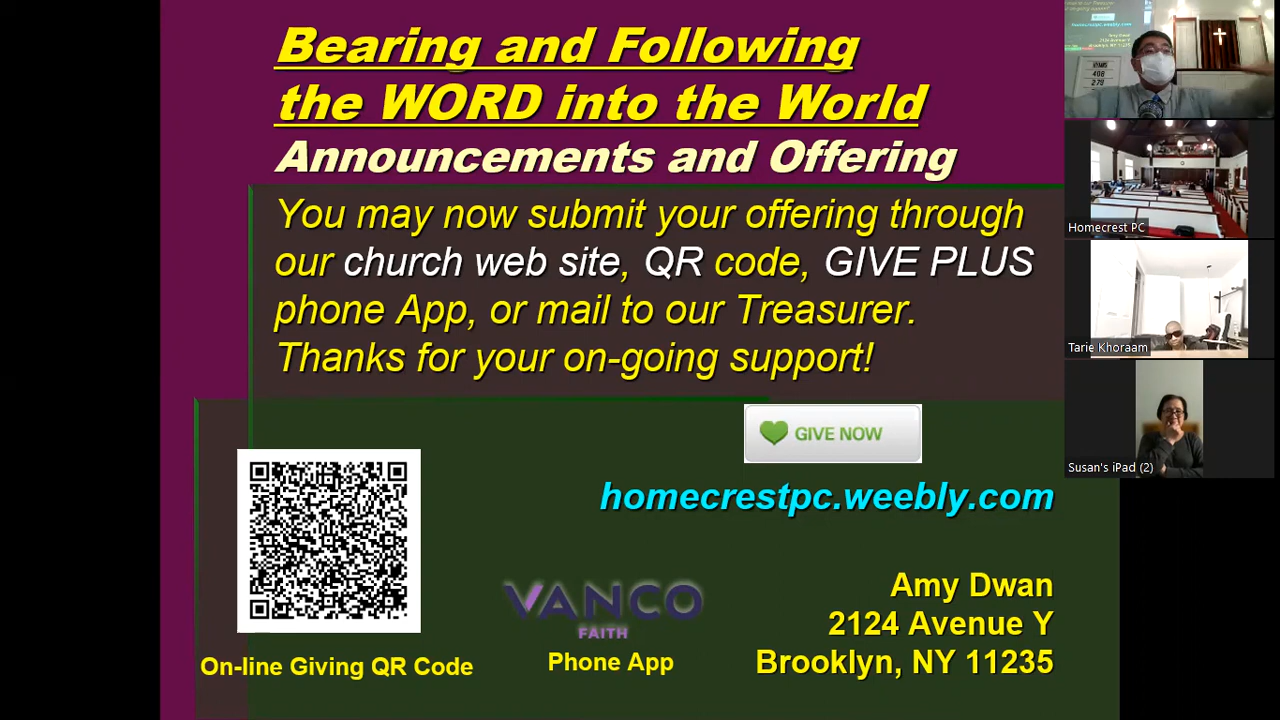 Bearing and Following
the WORD into the World
Announcements and Offering
You may now submit your offering through
our church web site, QR code, GIVE PLUS
phone App, or mail to our Treasurer.
Thanks for your on-going support!
GIVE NOW
homecrestpc.weebly.com
VANCO
FAITH
Phone App
On-line Giving QR Code
Amy Dwan
2124 Avenue Y
Brooklyn, NY 11235
408
278
Homecrest PC
Tarie Khoraam
Susan's iPad (2)